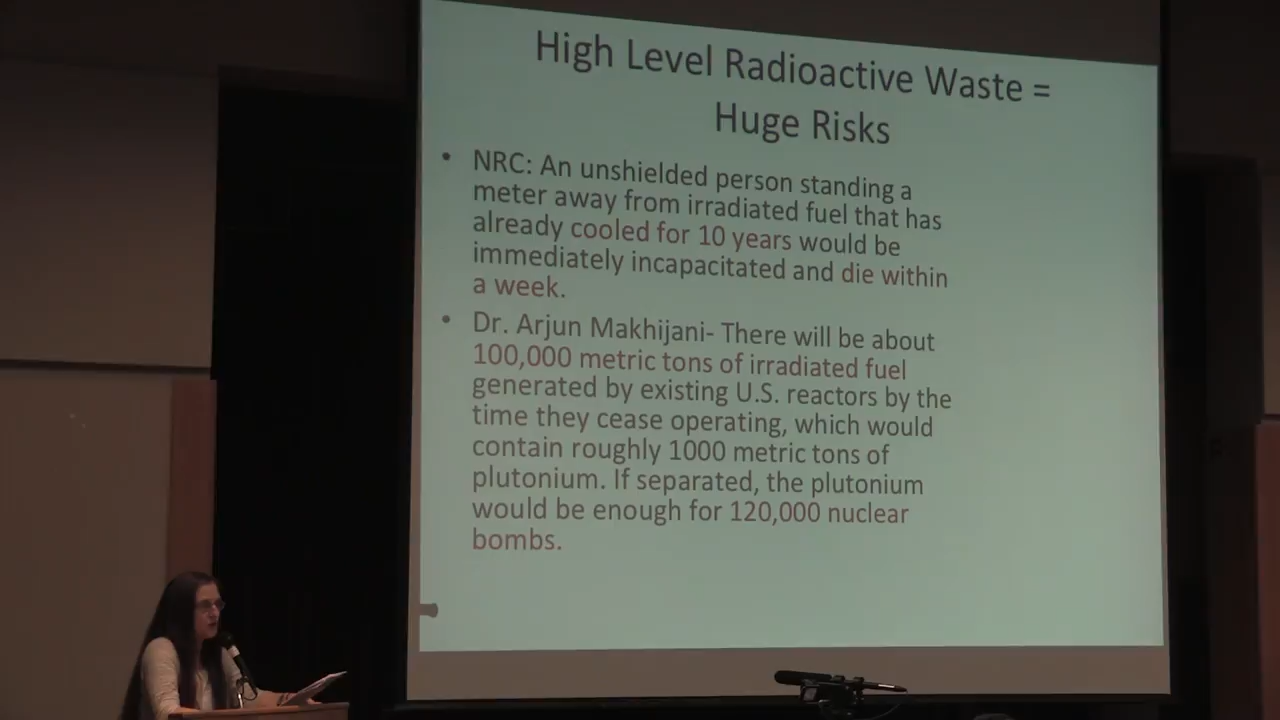 High Level Radioactive Waste =
Huge Risks
• NRC: An unshielded person standing a
meter away from irradiated fuel that has
already cooled for 10 years would be
immediately incapacitated and die within
a week.
• Dr. Arjun Makhijani- There will be about
100,000 metric tons of irradiated fuel
generated by existing U.S. reactors by the
time they cease operating, which would
contain roughly 1000 metric tons of
plutonium. If separated, the plutonium
would be enough for 120,000 nuclear
bombs.